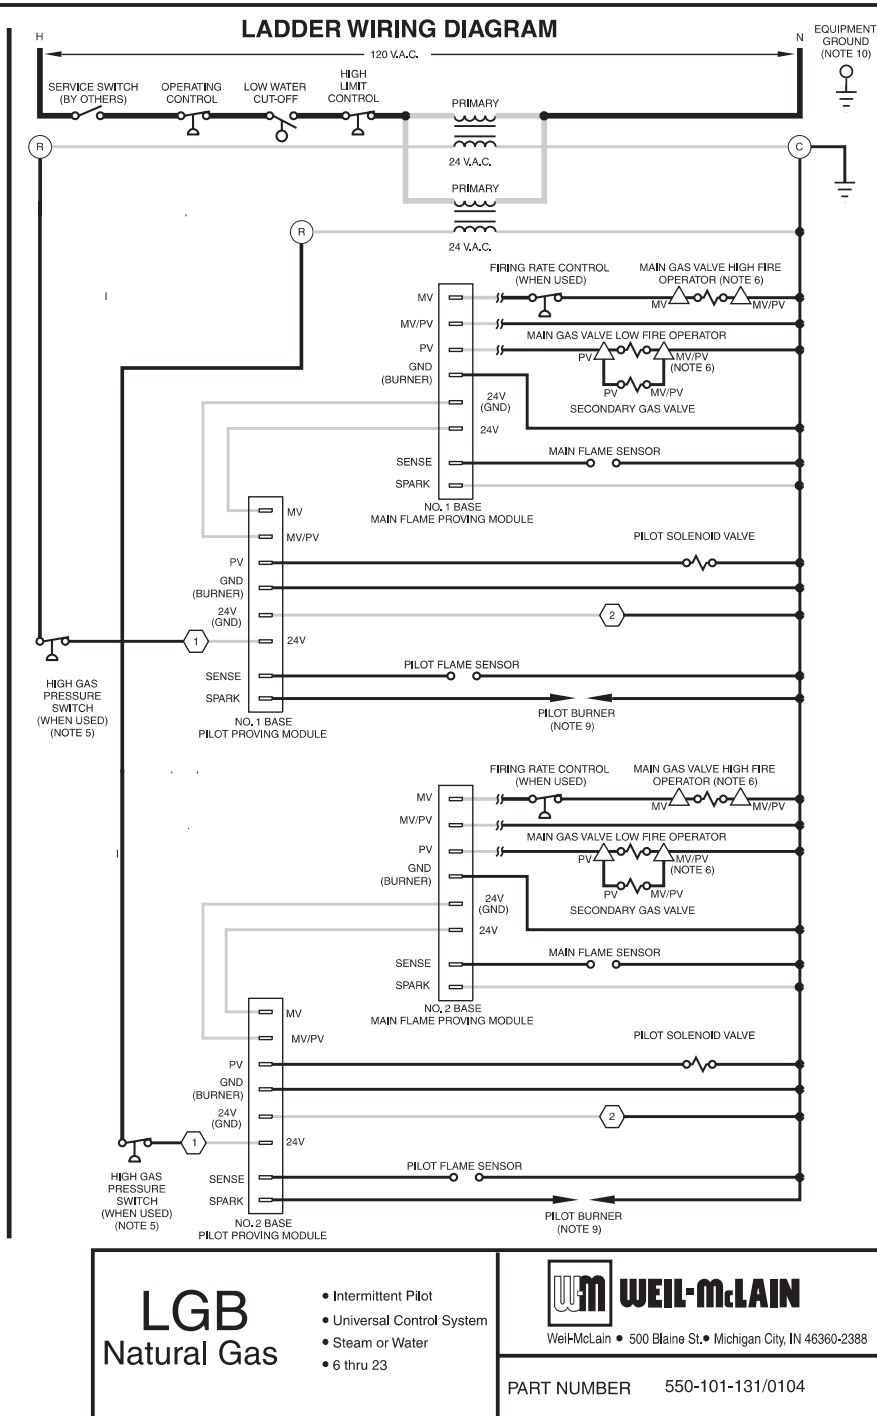 LADDER WIRING DIAGRAM
H
N
120 V.A.C.
EQUIPMENT
GROUND
(NOTE 10)
SERVICE SWITCH
(BY OTHERS)
OPERATING
CONTROL
LOW WATER
CUT-OFF
HIGH
LIMIT
CONTROL
PRIMARY
R
24 V.A.C.
C
PRIMARY
R
24 V.A.C.
FIRING RATE CONTROL
(WHEN USED)
MAIN GAS VALVE HIGH FIRE
OPERATOR (NOTE 6)
MV
MV
MV/PV
MV/PV
MAIN GAS VALVE LOW FIRE OPERATOR
PV
PV
MV/PV
(NOTE 6)
GND
(BURNER)
PV
MV/PV
24V
(GND)
SECONDARY GAS VALVE
24V
MAIN FLAME SENSOR
SENSE
SPARK
NO. 1 BASE
MAIN FLAME PROVING MODULE
MV
MV/PV
PILOT SOLENOID VALVE
PV
GND
(BURNER)
24V
(GND)
2
1
24V
PILOT FLAME SENSOR
SENSE
SPARK
HIGH GAS
PRESSURE
SWITCH
(WHEN USED)
(NOTE 5)
PILOT BURNER
(NOTE 9)
NO. 1 BASE
PILOT PROVING MODULE
FIRING RATE CONTROL
(WHEN USED)
MAIN GAS VALVE HIGH FIRE
OPERATOR (NOTE 6)
MV
MV
MV/PV
MV/PV
MAIN GAS VALVE LOW FIRE OPERATOR
PV
PV
MV/PV
(NOTE 6)
GND
(BURNER)
PV
MV/PV
24V
(GND)
SECONDARY GAS VALVE
24V
MAIN FLAME SENSOR
SENSE
SPARK
NO. 2 BASE
MAIN FLAME PROVING MODULE
MV
MV/PV
PILOT SOLENOID VALVE
PV
GND
(BURNER)
24V
(GND)
2
1
24V
PILOT FLAME SENSOR
SENSE
SPARK
HIGH GAS
PRESSURE
SWITCH
(WHEN USED)
(NOTE 5)
PILOT BURNER
(NOTE 9)
NO. 2 BASE
PILOT PROVING MODULE
LGB
Natural Gas
• Intermittent Pilot
• Universal Control System
• Steam or Water
• 6 thru 23
WM WEIL-McLAIN
Weil-McLain • 500 Blaine St. • Michigan City, IN 46360-2388
PART NUMBER 550-101-131/0104